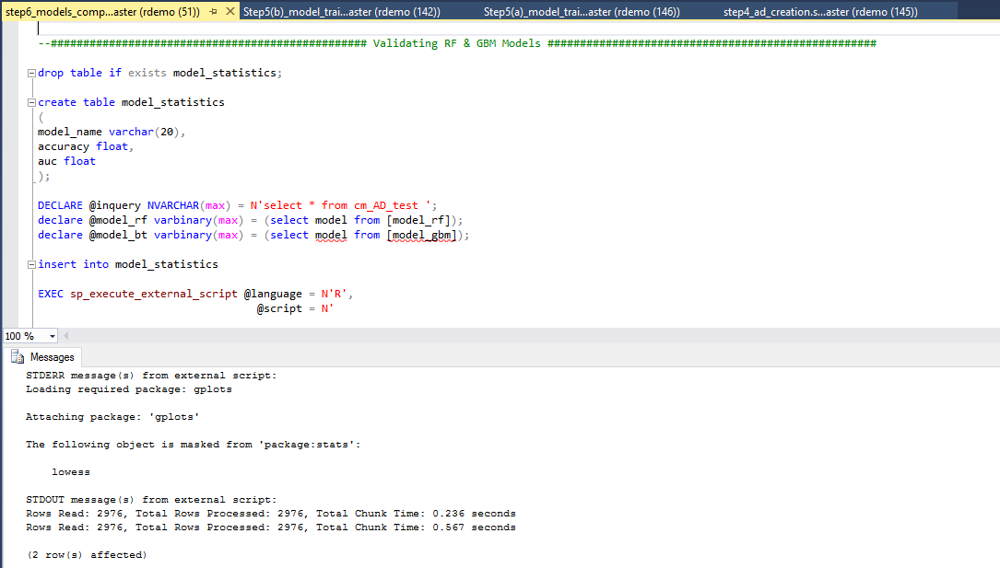 step6_models_comp...aster (rdemo (51)) Step5(b)_model_trai...aster (rdemo (142)) Step5(a)_model_trai...aster (rdemo (146)) step4_ad_creation.s...aster (rdemo (145))
--################################################# Validating RF & GBM Models ###################################################
drop table if exists model_statistics;
create table model_statistics
(
model_name varchar(20),
accuracy float,
auc float
);
DECLARE @inquery NVARCHAR(max) = N'select * from cm_AD_test ';
declare @model_rf varbinary(max) = (select model from [model_rf]);
declare @model_bt varbinary(max) = (select model from [model_gbm]);
insert into model_statistics
EXEC sp_execute_external_script @language = N'R',
@script = N'
100 %
Messages
STDERR message(s) from external script:
Loading required package: gplots
Attaching package: 'gplots'
The following object is masked from 'package:stats':
lowess
STDOUT message(s) from external script:
Rows Read: 2976, Total Rows Processed: 2976, Total Chunk Time: 0.236 seconds
Rows Read: 2976, Total Rows Processed: 2976, Total Chunk Time: 0.567 seconds
(2 row(s) affected)